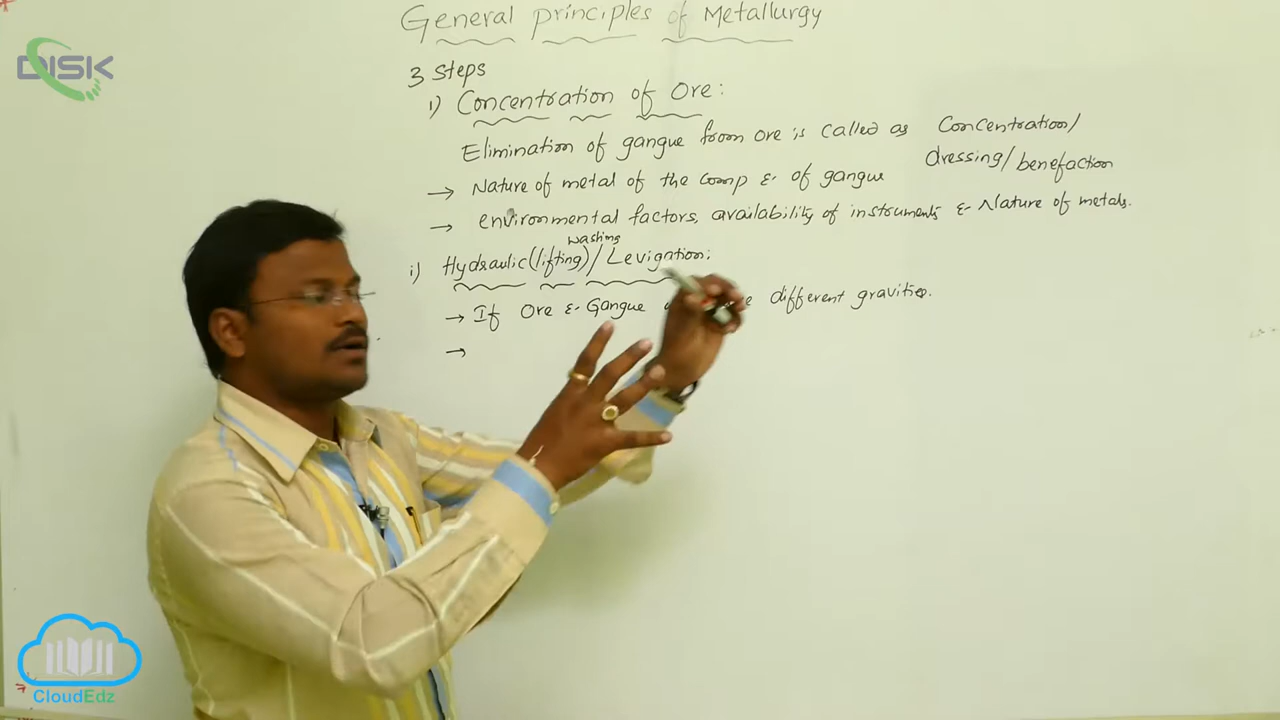 General principles of Metallurgy
DISK
3 steps
1) Concentration of Ore:
Elimination of gangue from ore is called as Concentration/
dressing/benefaction
→ Nature of metal of the comp & of gangue
→ environmental factors, availability of instruments & Nature of metals.
washing
i) Hydraulic(lifting)/Levigation:
→ If Ore & Gangue different gravities.
→
CloudEdz